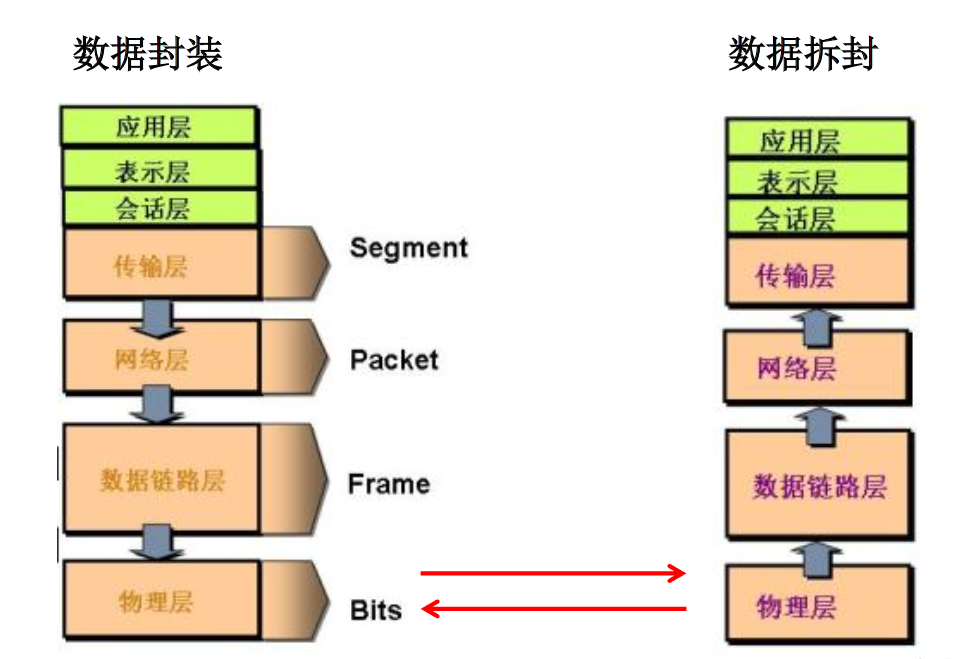 数据封装
数据拆封
应用层
表示层
会话层
传输层
Segment
网络层
Packet
数据链路层
Frame
物理层
Bits
应用层
表示层
会话层
传输层
网络层
数据链路层
物理层